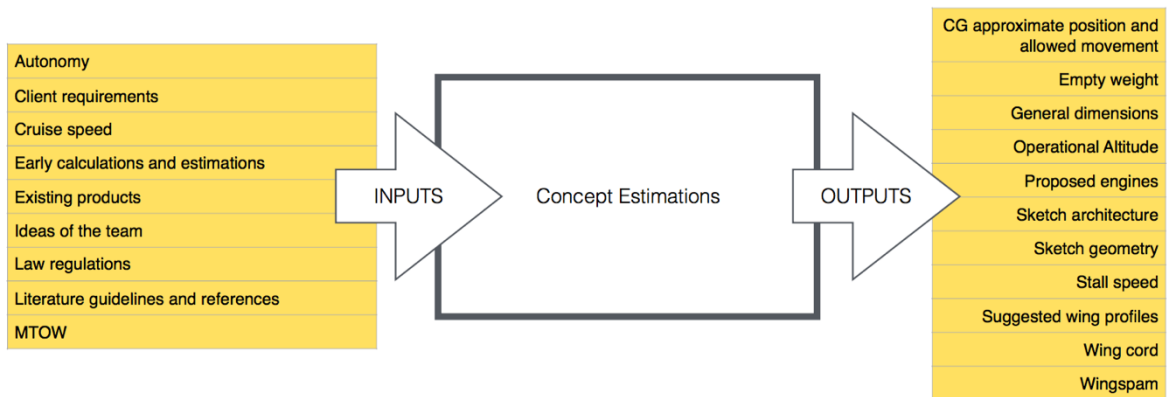 Autonomy
Client requirements
Cruise speed
Early calculations and estimations
Existing products
Ideas of the team
Law regulations
Literature guidelines and references
MTOW
INPUTS
Concept Estimations
OUTPUTS
CG approximate position and
allowed movement
Empty weight
General dimensions
Operational Altitude
Proposed engines
Sketch architecture
Sketch geometry
Stall speed
Suggested wing profiles
Wing cord
Wingspam